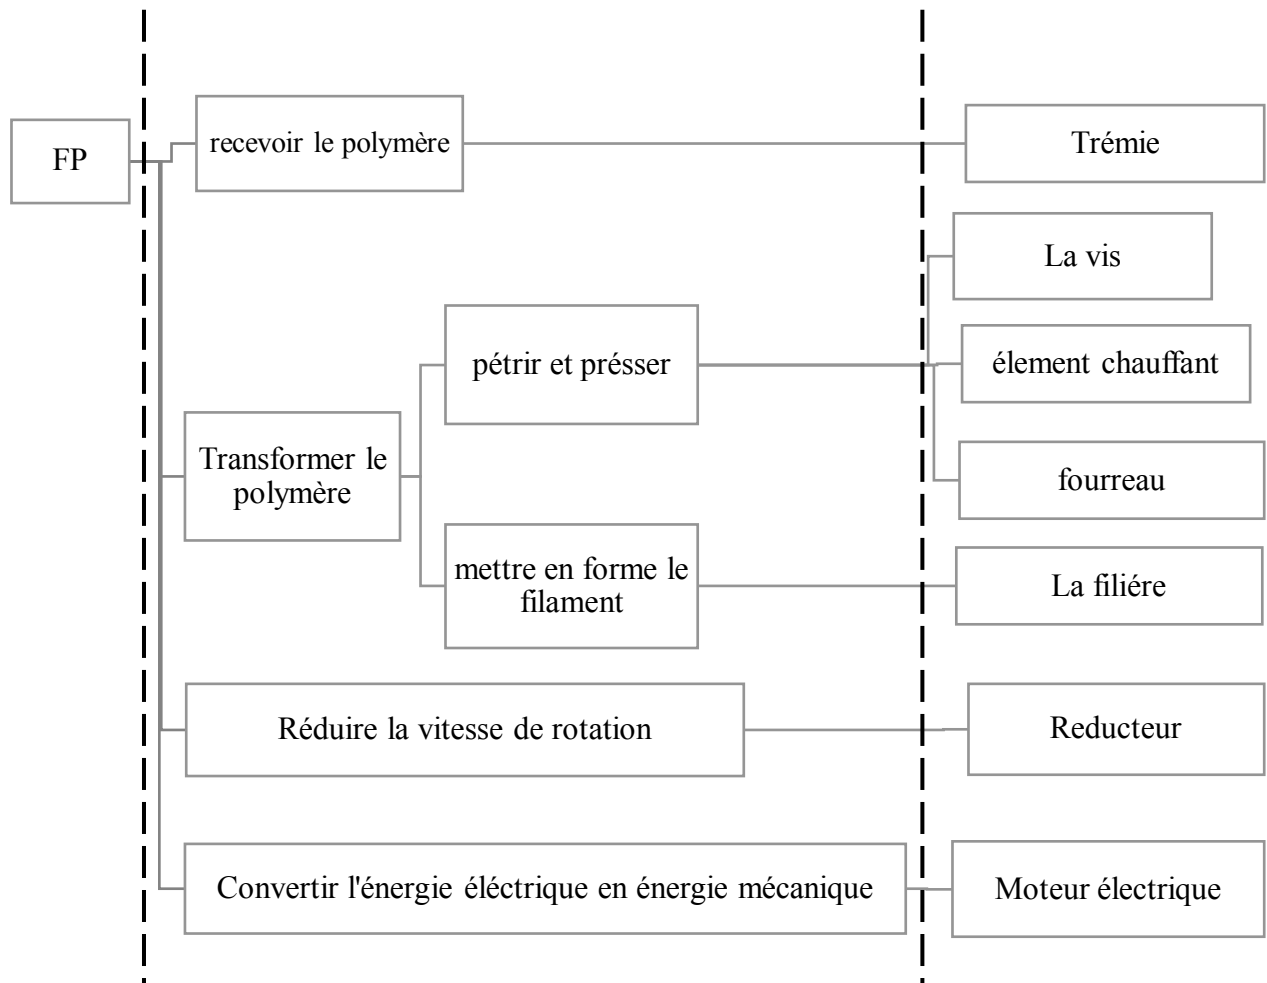 FP
recevoir le polymère
Trémie
La vis
pétrir et présser
élement chauffant
Transformer le
polymère
fourreau
mettre en forme le
filament
La filiére
Réduire la vitesse de rotation
Reducteur
Convertir l'énergie éléctrique en énergie mécanique
Moteur électrique